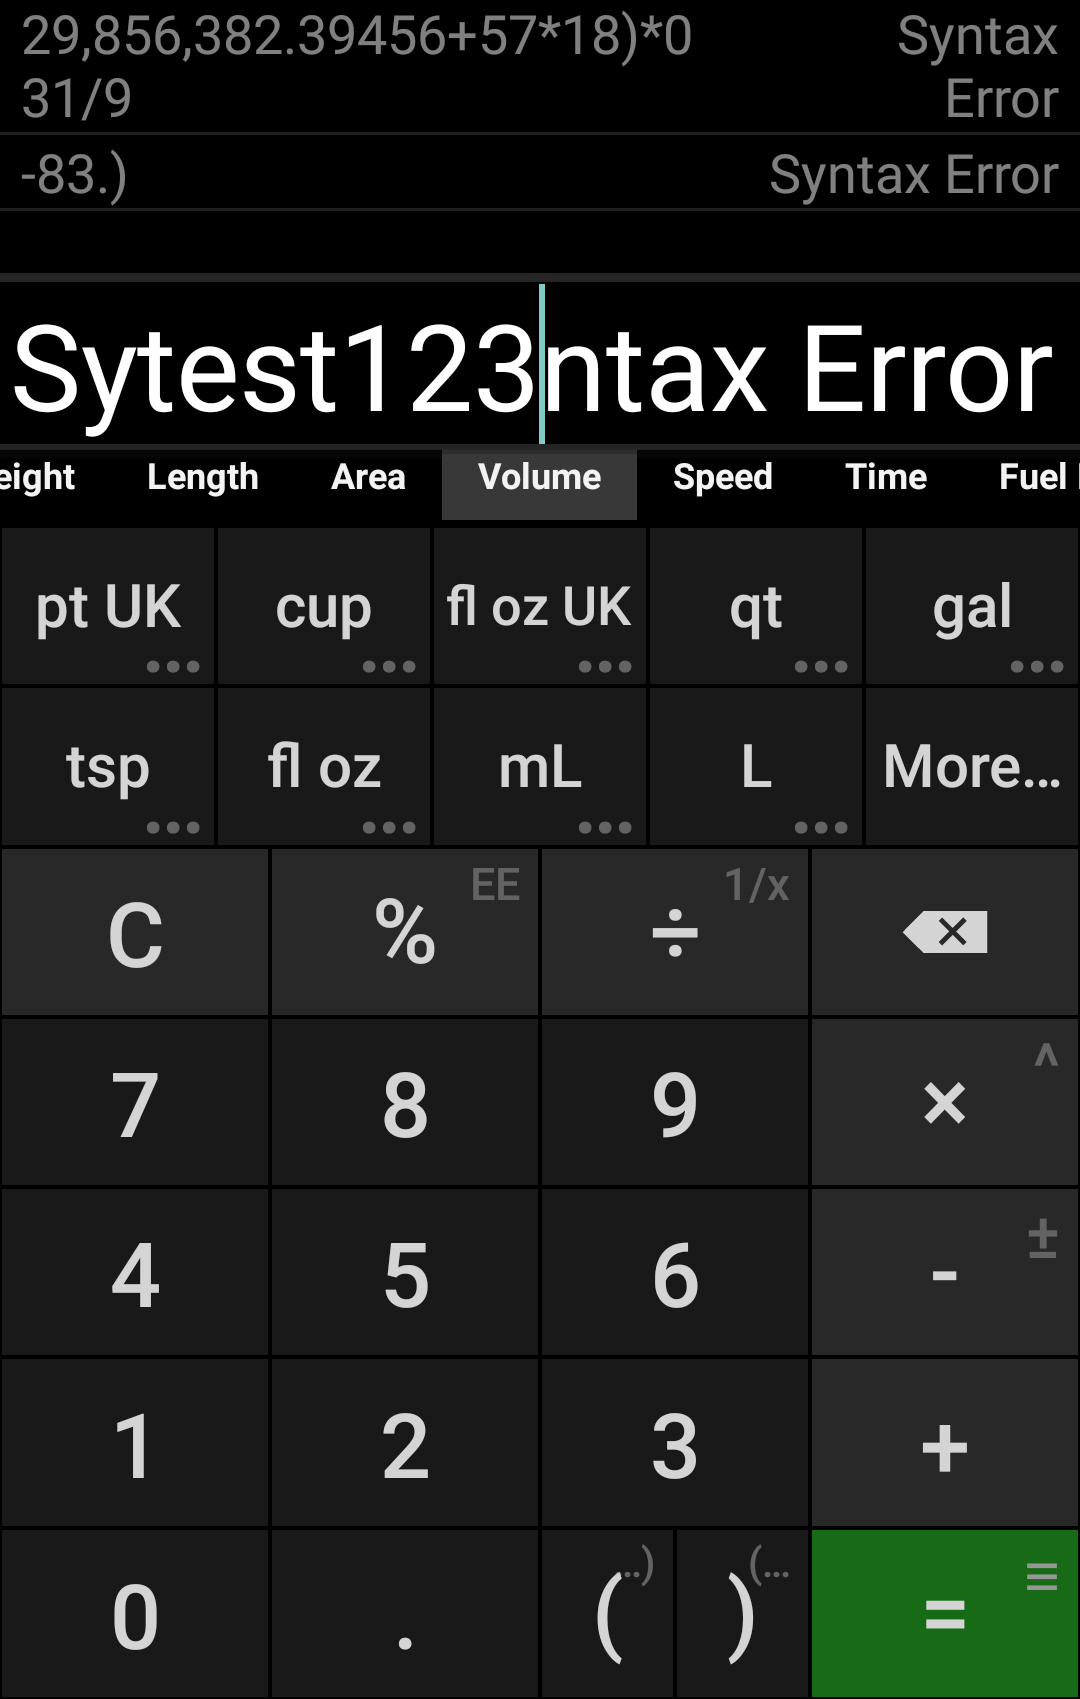 29,856,382.39456+57*18)*0 Syntax
31/9 Error
-83.) Syntax Error
Sytest123ntax Error
eight Length Area Volume Speed Time Fuel
pt UK cup fl oz UK qt gal
... ... ... ... ...
tsp fl oz mL L More...
... ... ... ...
EE 1/x
C % ÷
^
7 8 9 ×
±
4 5 6 -
1 2 3 +
..) (... ≡
0 . ( ) =